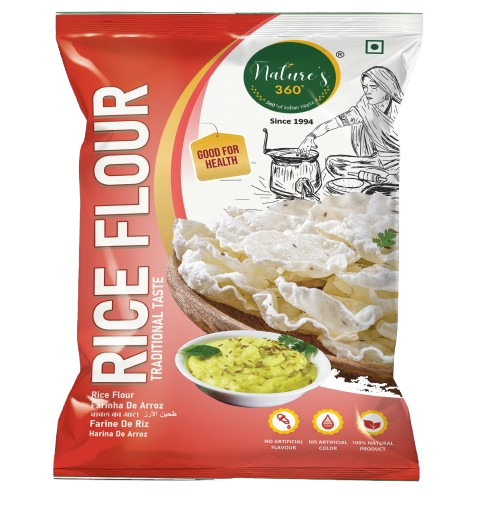 Nature's
360°
360° of Indian Taste
®
Since 1994
GOOD FOR
HEALTH
RICE FLOUR
TRADITIONAL TASTE
Rice Flour
Farinha De Arroz
चावल का आटा طحين الأرز
Farine De Riz
Harina De Arroz
NO ARTIFICIAL
FLAVOUR
NO ARTIFICIAL
COLOR
100% NATURAL
PRODUCT